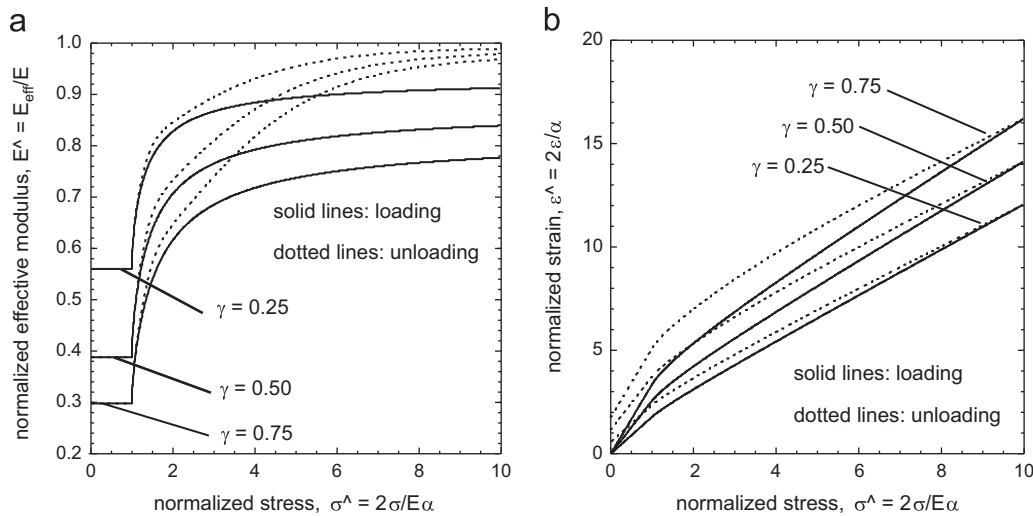 a
normalized effective modulus, E^ = E_eff/E
1.0
0.9
0.8
0.7
0.6
0.5
0.4
0.3
0.2
solid lines: loading
dotted lines: unloading
γ = 0.25
γ = 0.50
γ = 0.75
0
2
4
6
8
10
normalized stress, σ^ = 2σ/Eα
b
normalized strain, ε^ = 2ε/α
20
15
10
5
0
γ = 0.75
γ = 0.50
γ = 0.25
solid lines: loading
dotted lines: unloading
0
2
4
6
8
10
normalized stress, σ^ = 2σ/Eα